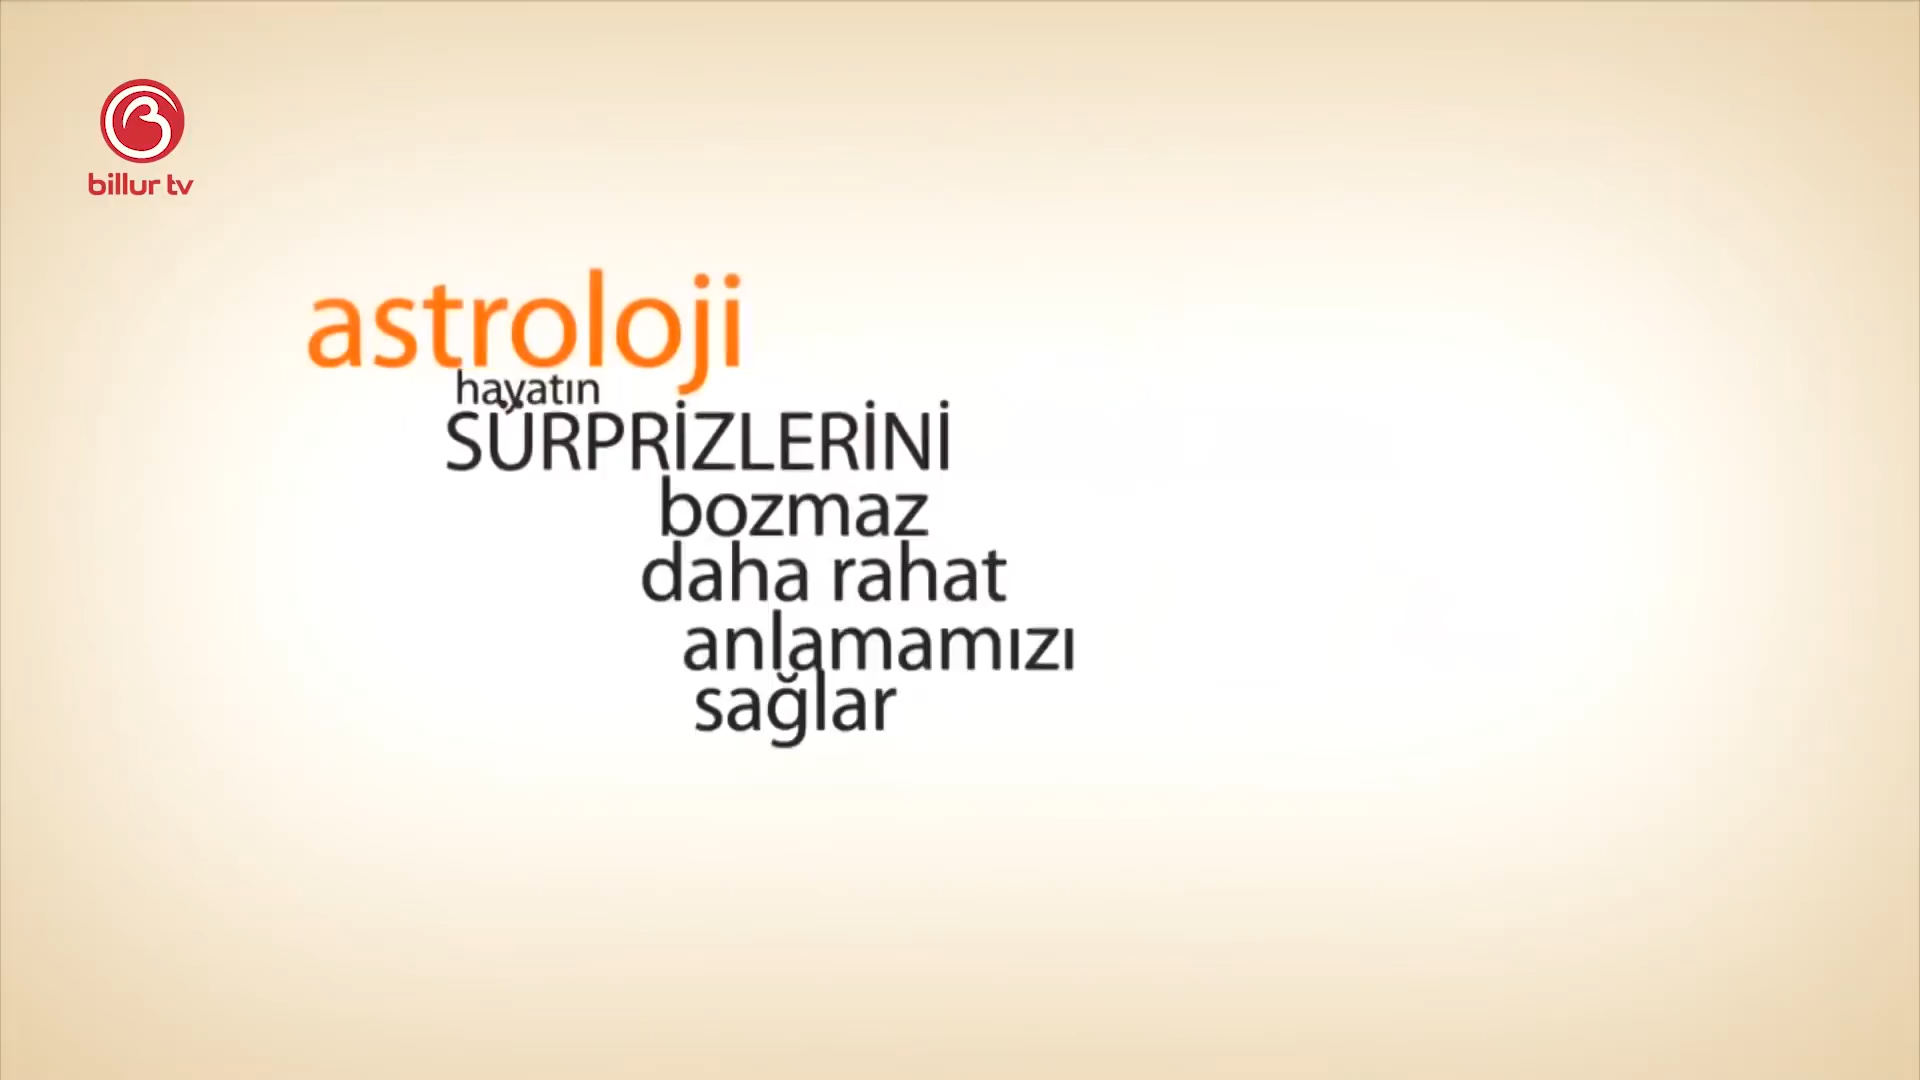 billur tv
astroloji
hayatın
SÜRPRİZLERİNİ
bozmaz
daha rahat
anlamamızı
sağlar